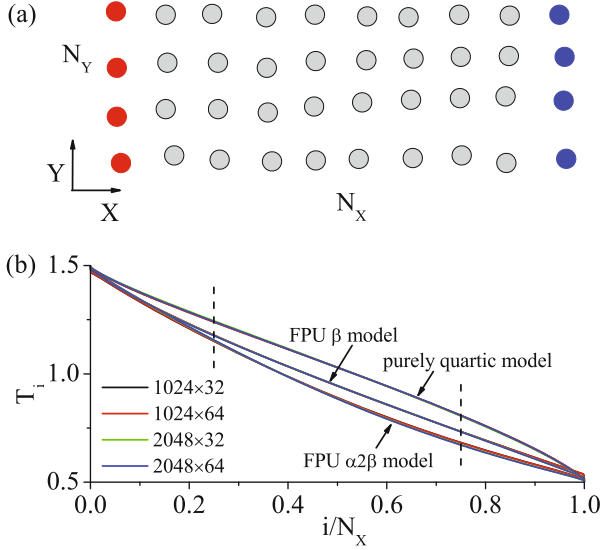 (a)
N_Y
Y
X
N_X
(b)
1.5
1.0
0.5
T_i
FPU β model
purely quartic model
1024×32
1024×64
2048×32
2048×64
FPU α2β model
0.0 0.2 0.4 0.6 0.8 1.0
i/N_X